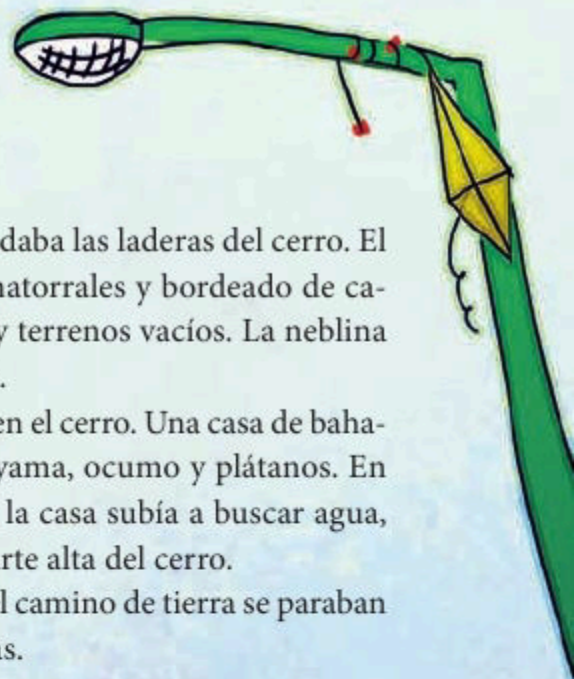 daba las laderas del cerro. El
natorrales y bordeado de ca-
y terrenos vacíos. La neblina
.
en el cerro. Una casa de baha-
yama, ocumo y plátanos. En
la casa subía a buscar agua,
rte alta del cerro.
l camino de tierra se paraban
as.